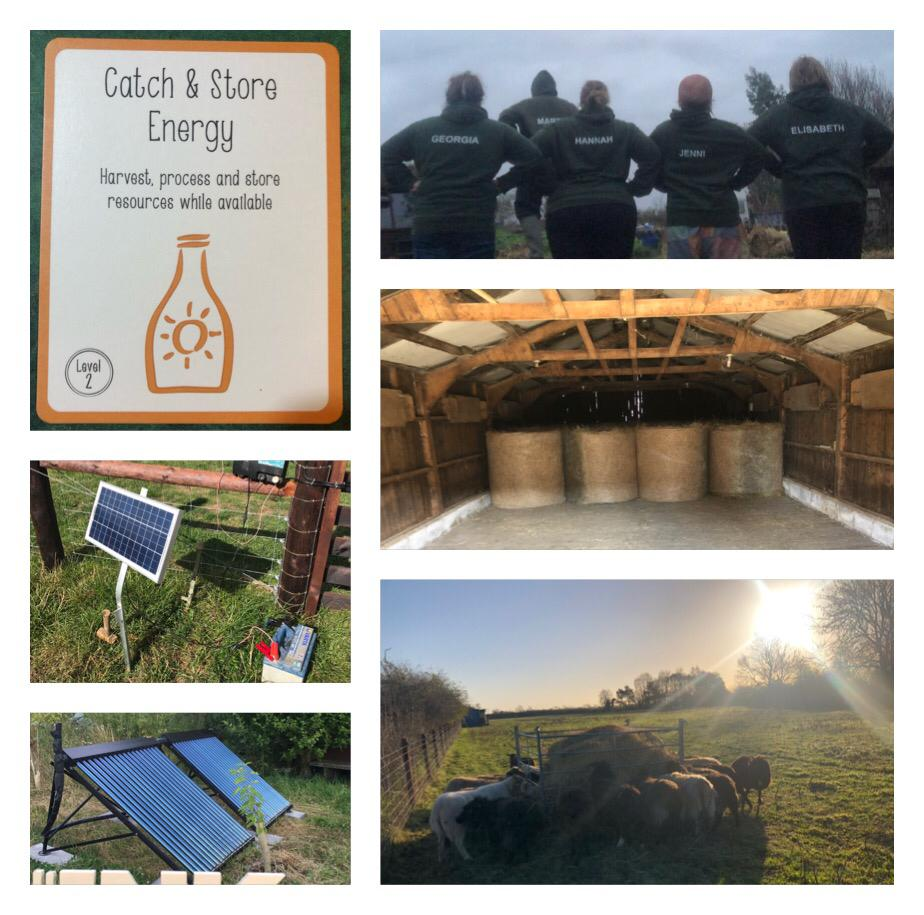 Catch & Store
Energy
Harvest, process and store
resources while available
Level
2
GEORGIA
HANNAH
JENNI
ELISABETH